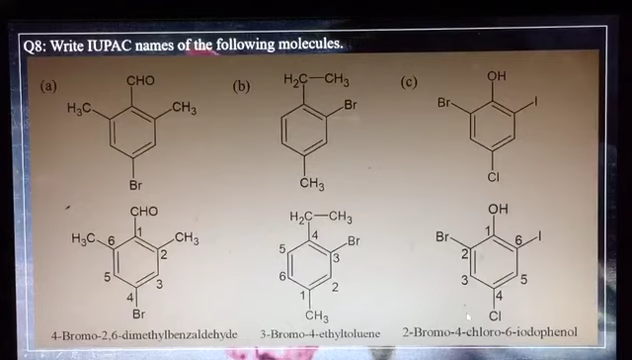 Q8: Write IUPAC names of the following molecules.
(a) CHO (b) H₂C—CH₃ (c) OH
H₃C CH₃ Br Br I
Br CH₃ Cl
CHO H₂C—CH₃ OH
H₃C 6 1 CH₃ 4 Br Br 1 6 I
2 5 3 2
5 3 6 2 3 5
4 1 4
Br CH₃ Cl
4-Bromo-2,6-dimethylbenzaldehyde 3-Bromo-4-ethyltoluene 2-Bromo-4-chloro-6-iodophenol